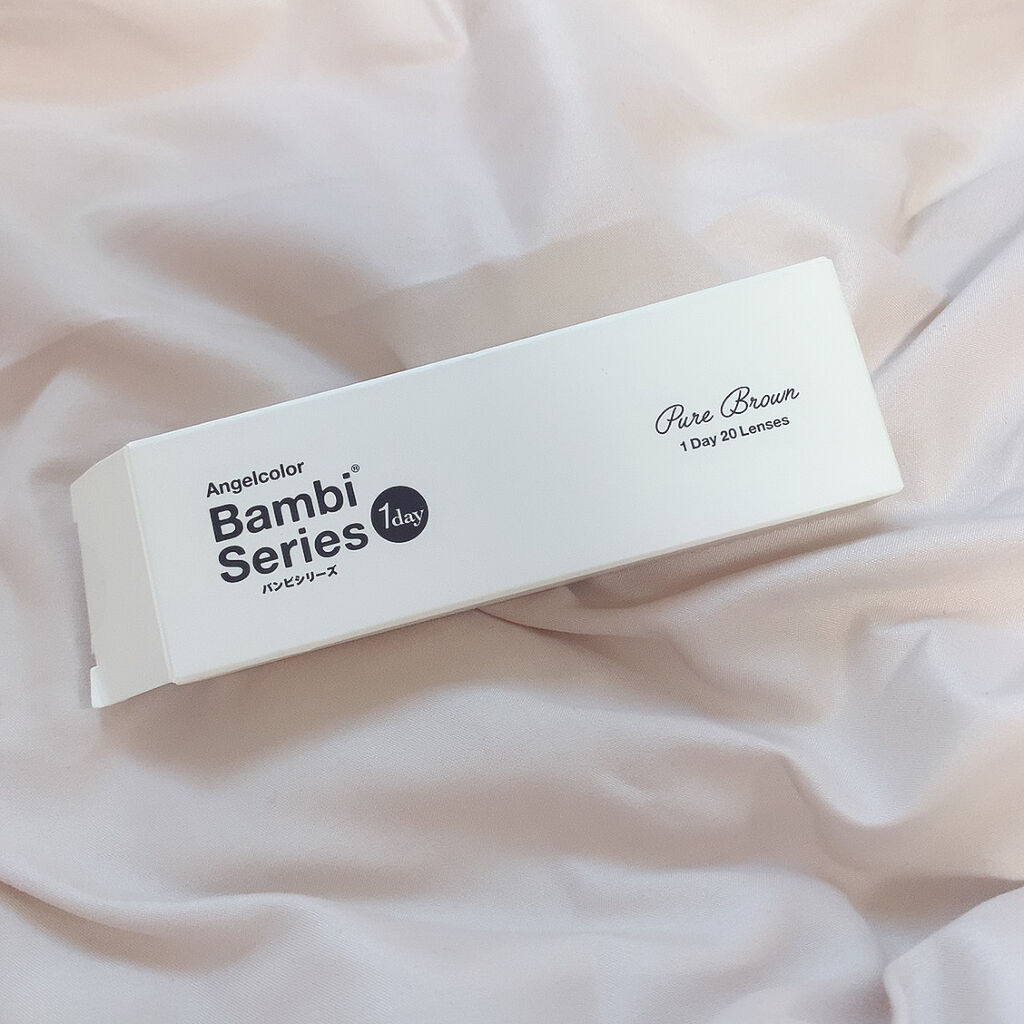 Angelcolor
Bambi®
Series 1day
バンビシリーズ
Pure Brown
1 Day 20 Lenses